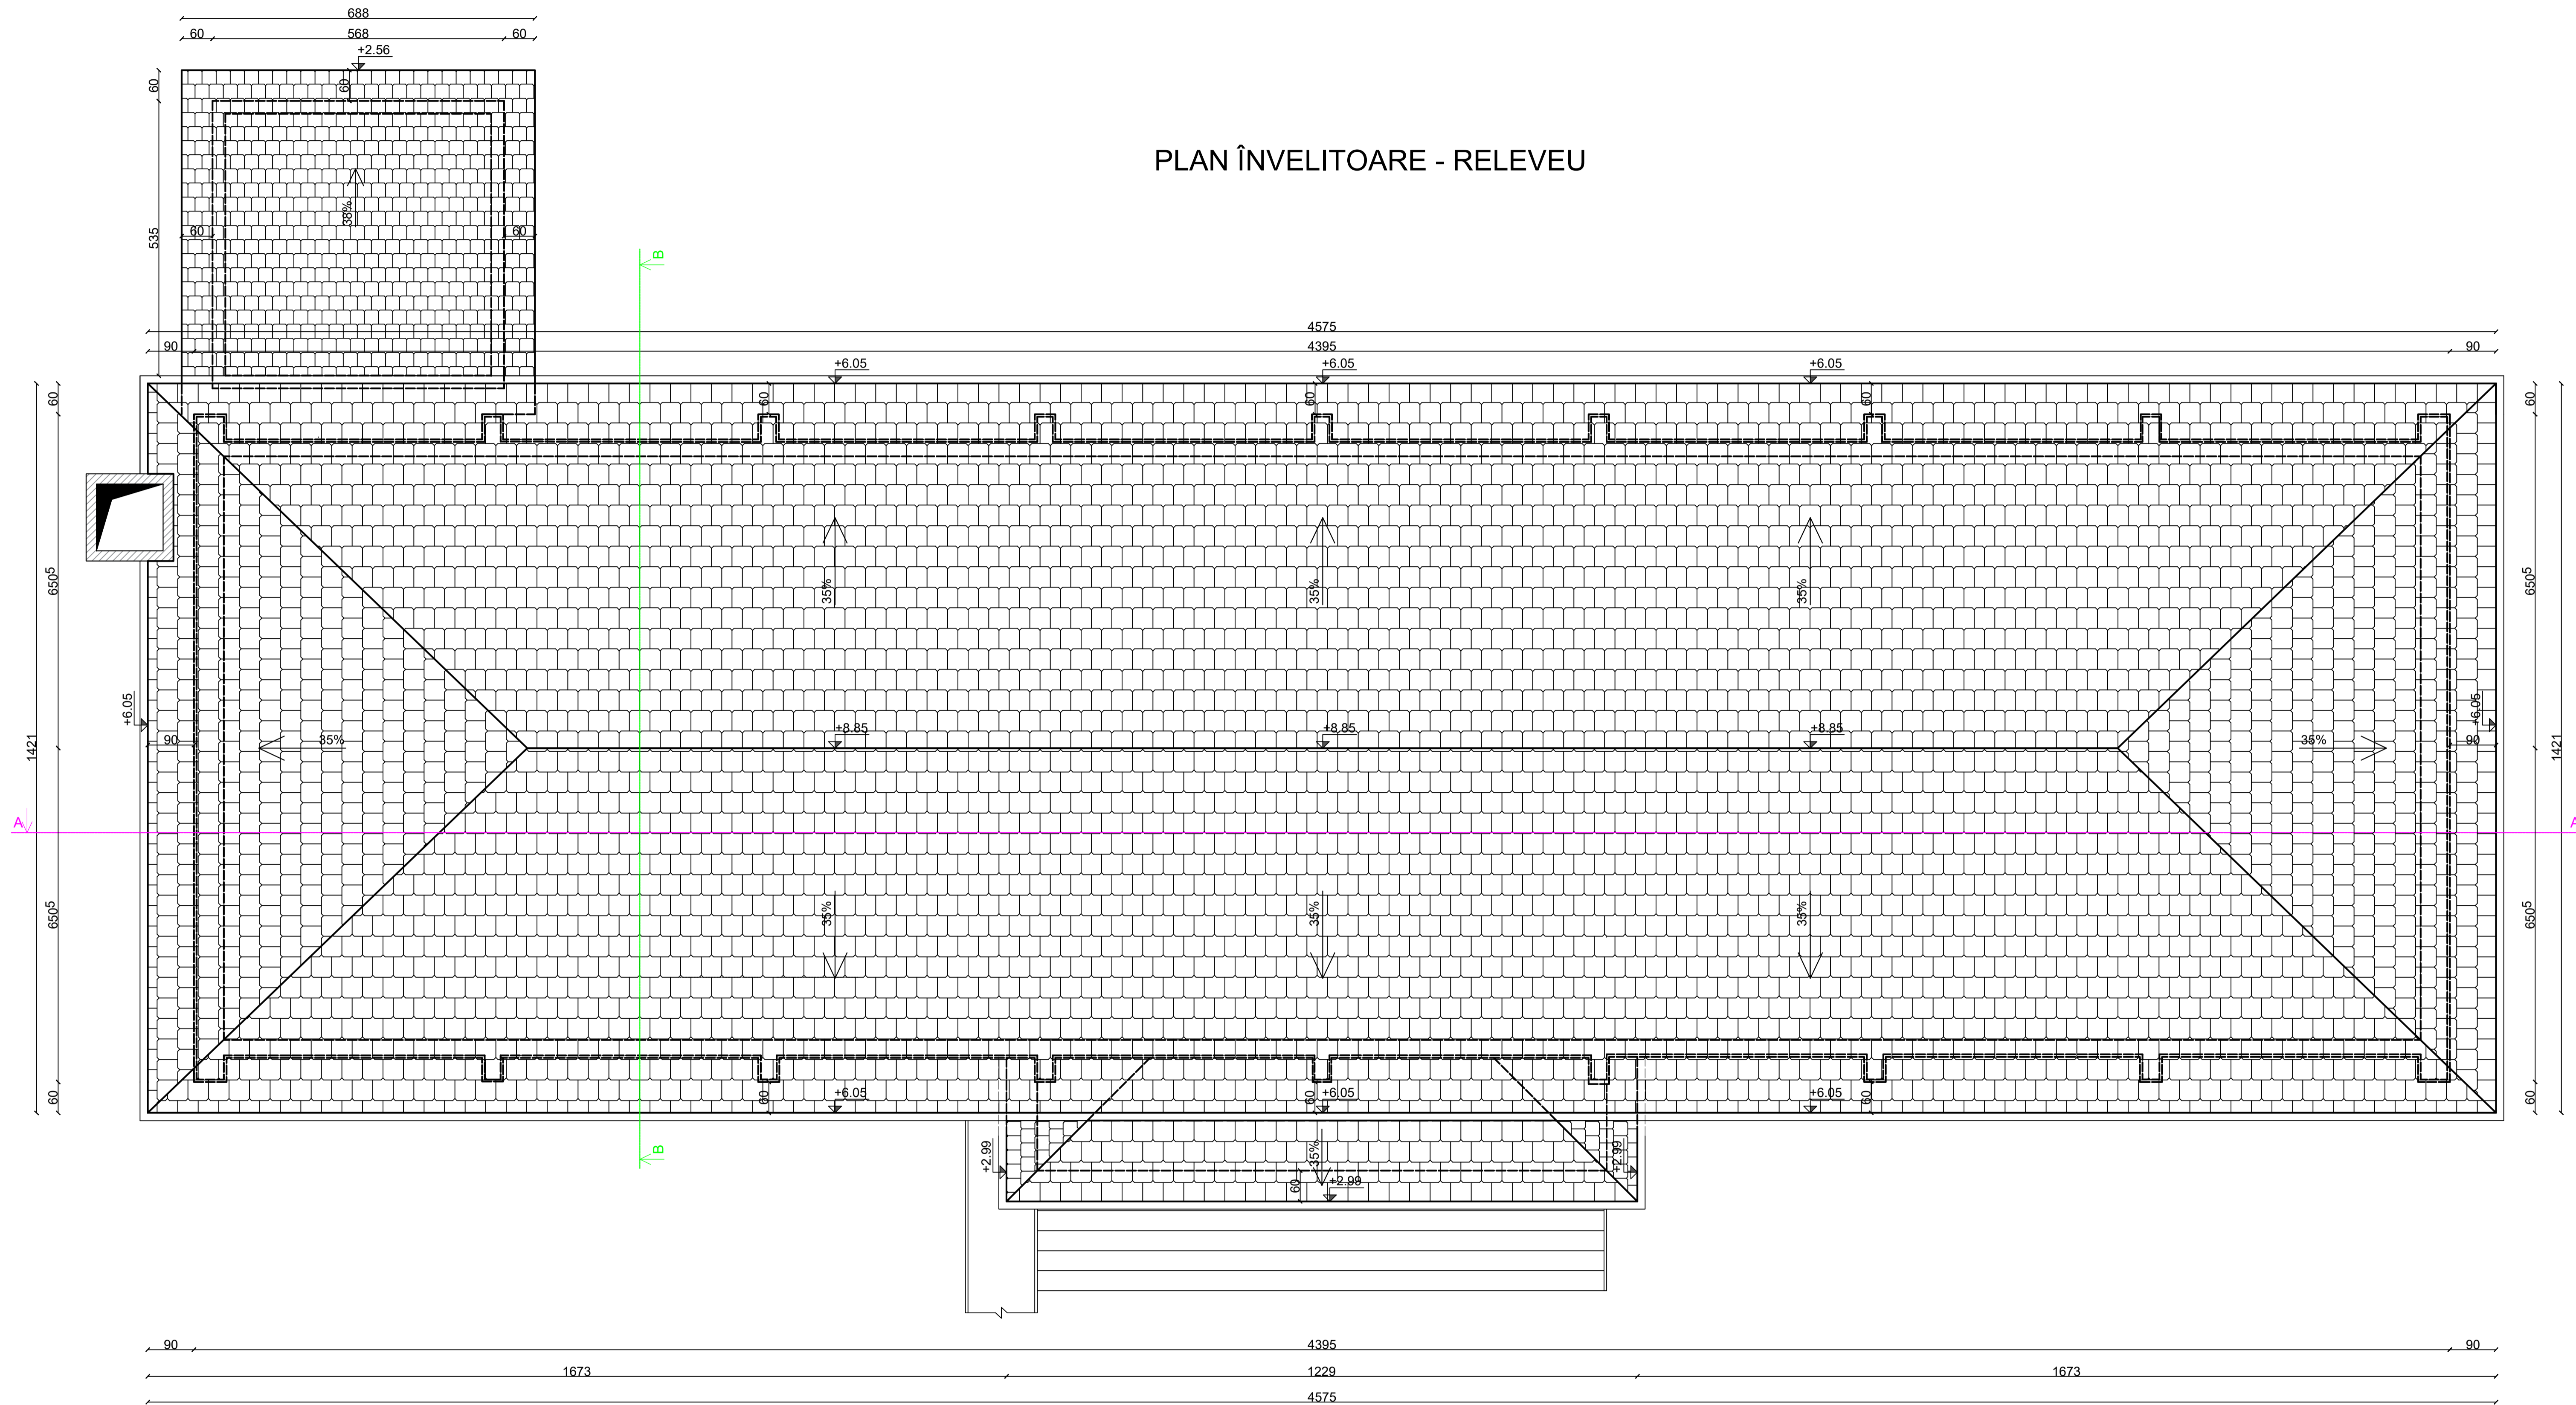 688
60 568 60
+2.56
60
60
PLAN ÎNVELITOARE - RELEVEU
38%
535
60 60
B
4575
90 4395 90
+6.05 +6.05 +6.05
60 60 60 60 60
650⁵ 650⁵
35% 35% 35%
+6.05 +6.05
+8.85 +8.85 +8.85
1421 90 35% 35% 90 1421
A A
650⁵ 650⁵
35% 35% 35%
60 60 60 60 60
+6.05 +6.05 +6.05
B
+2.99 35% +2.99
60 +2.99
90 4395 90
1673 1229 1673
4575